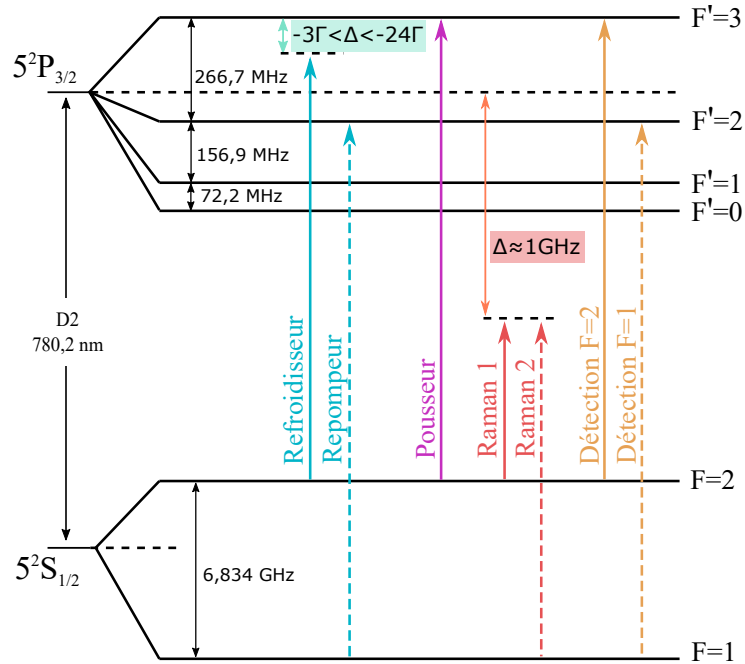 F'=3
-3Γ<Δ<-24Γ
5²P₃/₂
266,7 MHz
F'=2
156,9 MHz
F'=1
72,2 MHz
F'=0
Δ≈1GHz
D2
780,2 nm
Refroidisseur
Repompeur
Pousseur
Raman 1
Raman 2
Détection F=2
Détection F=1
F=2
6,834 GHz
5²S₁/₂
F=1